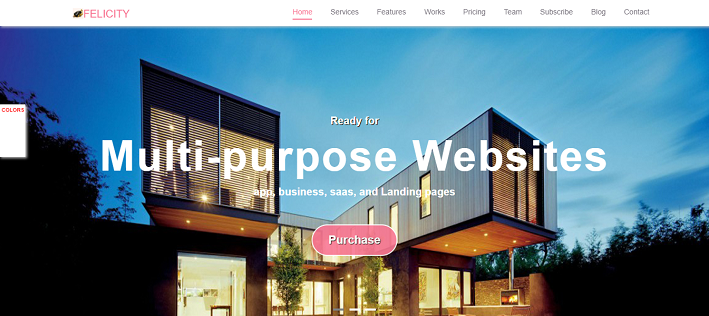 FELICITY
Home Services Features Works Pricing Team Subscribe Blog Contact
COLORS
Ready for
Multi-purpose Websites
app, business, saas, and Landing pages
Purchase